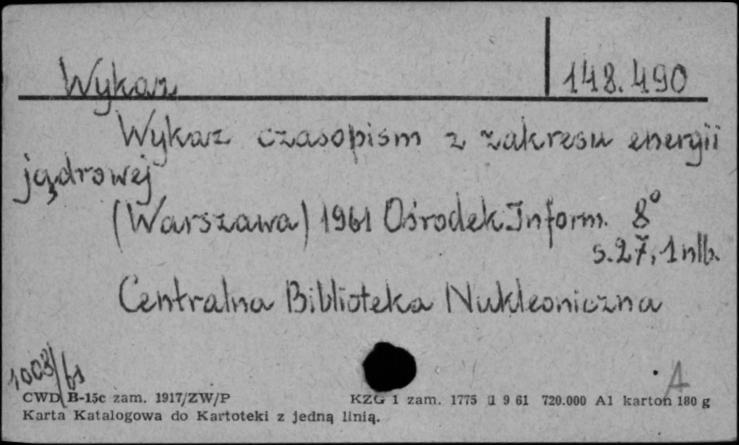 Wykaz 148.490
Wykaz czasopism z zakresu energii
jądrowej
(Warszawa) 1961 Ośrodek Inform. 8°
s. 27, 1 nlb.
Centralna Biblioteka Nukleoniczna
1003/61
A
CWD B-15c zam. 1917/ZW/P KZG 1 zam. 1775 9 61 720.000 A1 karton 180 g
Karta Katalogowa do Kartoteki z jedną linią.